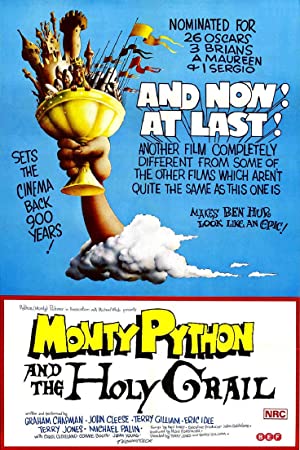 NOMINATED FOR
26 OSCARS
3 BRIANS
A MAUREEN
& 1 SERGIO
AND NOW!
AT LAST!
ANOTHER FILM COMPLETELY
DIFFERENT FROM SOME OF
THE OTHER FILMS WHICH AREN'T
QUITE THE SAME AS THIS ONE IS
SETS
THE
CINEMA
BACK
900
YEARS!
MAKES BEN HUR
LOOK LIKE AN EPIC!
MONTY PYTHON
AND
THE HOLY GRAIL
GRAHAM CHAPMAN - JOHN CLEESE - TERRY GILLIAM - ERIC IDLE
TERRY JONES - MICHAEL PALIN
NRC
BEF